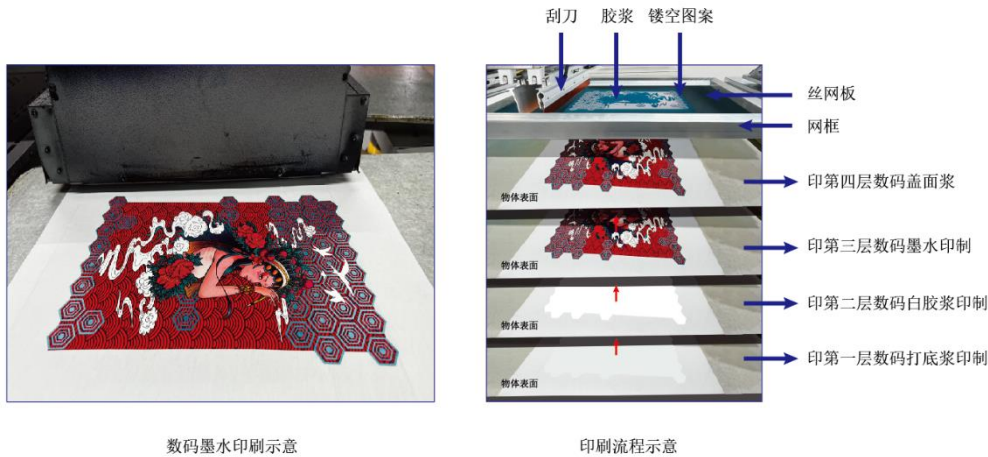 刮刀 胶浆 镂空图案
丝网板
网框
物体表面
印第四层数码盖面浆
物体表面
印第三层数码墨水印制
物体表面
印第二层数码白胶浆印制
物体表面
印第一层数码打底浆印制
数码墨水印刷示意
印刷流程示意